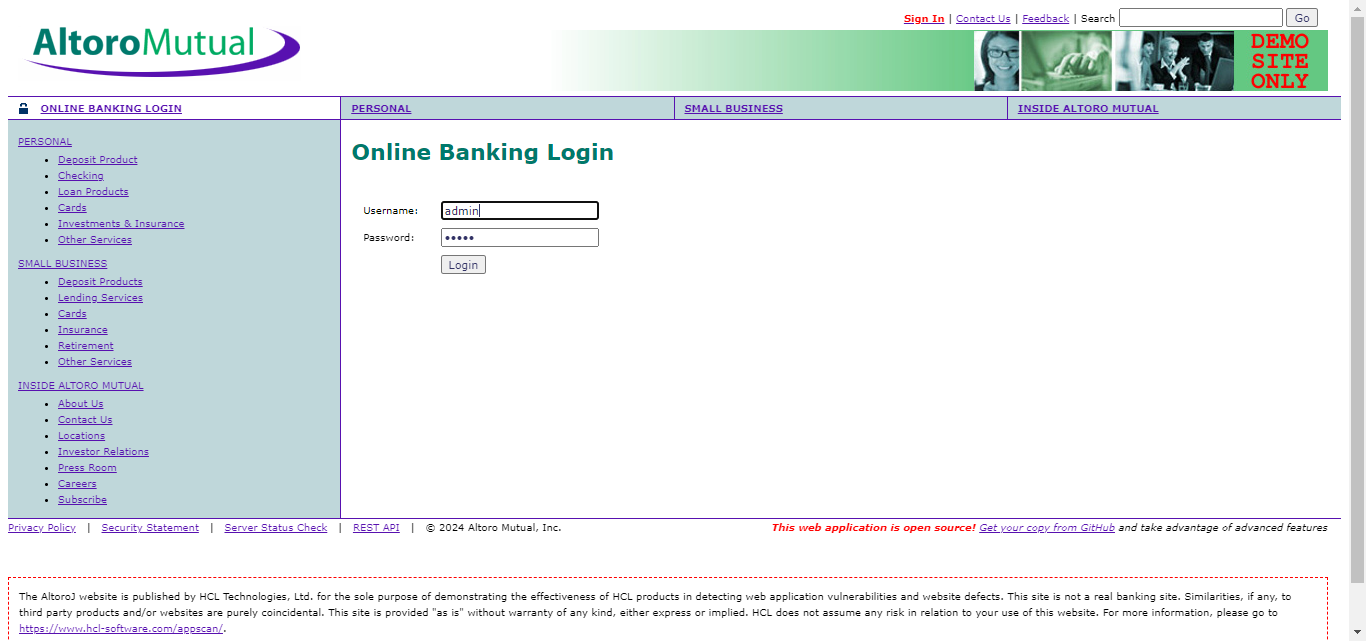 Sign In | Contact Us | Feedback | Search Go
AltoroMutual
DEMO
SITE
ONLY
ONLINE BANKING LOGIN
PERSONAL
SMALL BUSINESS
INSIDE ALTORO MUTUAL
PERSONAL
Deposit Product
Checking
Loan Products
Cards
Investments & Insurance
Other Services
SMALL BUSINESS
Deposit Products
Lending Services
Cards
Insurance
Retirement
Other Services
INSIDE ALTORO MUTUAL
About Us
Contact Us
Locations
Investor Relations
Press Room
Careers
Subscribe
Online Banking Login
Username: admin
Password: •••••
Login
Privacy Policy | Security Statement | Server Status Check | REST API | © 2024 Altoro Mutual, Inc.
This web application is open source! Get your copy from GitHub and take advantage of advanced features
The AltoroJ website is published by HCL Technologies, Ltd. for the sole purpose of demonstrating the effectiveness of HCL products in detecting web application vulnerabilities and website defects. This site is not a real banking site. Similarities, if any, to
third party products and/or websites are purely coincidental. This site is provided "as is" without warranty of any kind, either express or implied. HCL does not assume any risk in relation to your use of this website. For more information, please go to
https://www.hcl-software.com/appscan/.